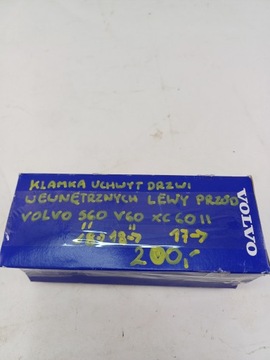 KLAMKA UCHWYT DRZWI
WEWNĘTRZNYCH LEWY PRZÓD
VOLVO S60 V60 XC60 II
18→ 17→
200,-
VOLVO